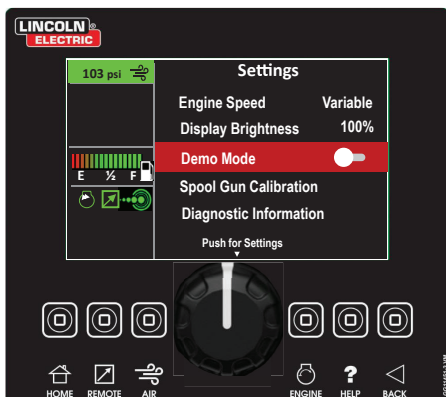 LINCOLN®
ELECTRIC
103 psi
Settings
Engine Speed Variable
Display Brightness 100%
Demo Mode
E ½ F
Spool Gun Calibration
Diagnostic Information
Push for Settings
HOME REMOTE AIR ENGINE ? HELP BACK